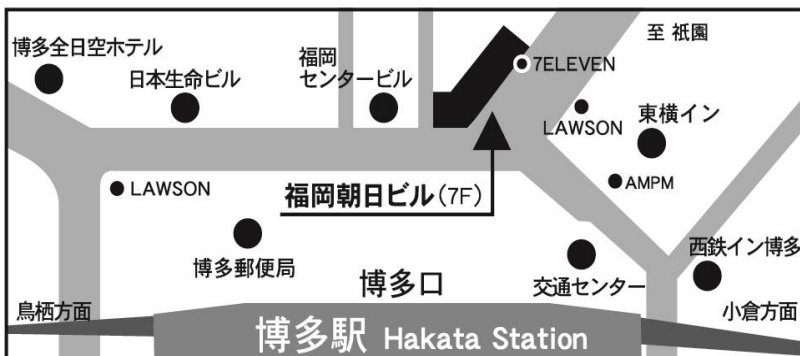 至 祇園
博多全日空ホテル
日本生命ビル
福岡
センタービル
7ELEVEN
LAWSON
東横イン
AMPM
LAWSON
福岡朝日ビル(7F)
博多郵便局
博多口
交通センター
西鉄イン博多
鳥栖方面
小倉方面
博多駅 Hakata Station